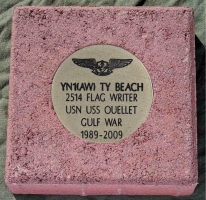 YN1(AW) TY BEACH
2514 FLAG WRITER
USN USS OUELLET
GULF WAR
1989-2009